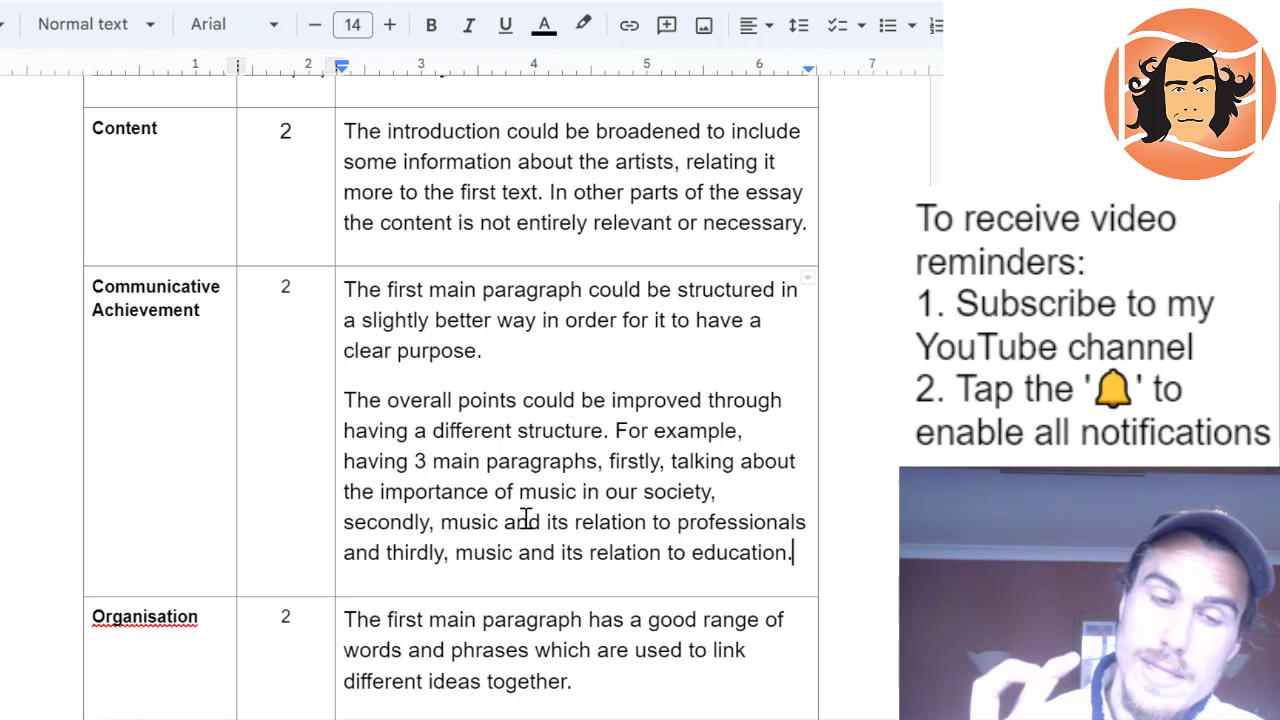 Normal text
Arial
14
B I U A
1 2 3 4 5 6 7
Content
2
The introduction could be broadened to include
some information about the artists, relating it
more to the first text. In other parts of the essay
the content is not entirely relevant or necessary.
Communicative
Achievement
2
The first main paragraph could be structured in
a slightly better way in order for it to have a
clear purpose.
The overall points could be improved through
having a different structure. For example,
having 3 main paragraphs, firstly, talking about
the importance of music in our society,
secondly, music and its relation to professionals
and thirdly, music and its relation to education.
Organisation
2
The first main paragraph has a good range of
words and phrases which are used to link
different ideas together.
To receive video
reminders:
1. Subscribe to my
YouTube channel
2. Tap the '🔔' to
enable all notifications